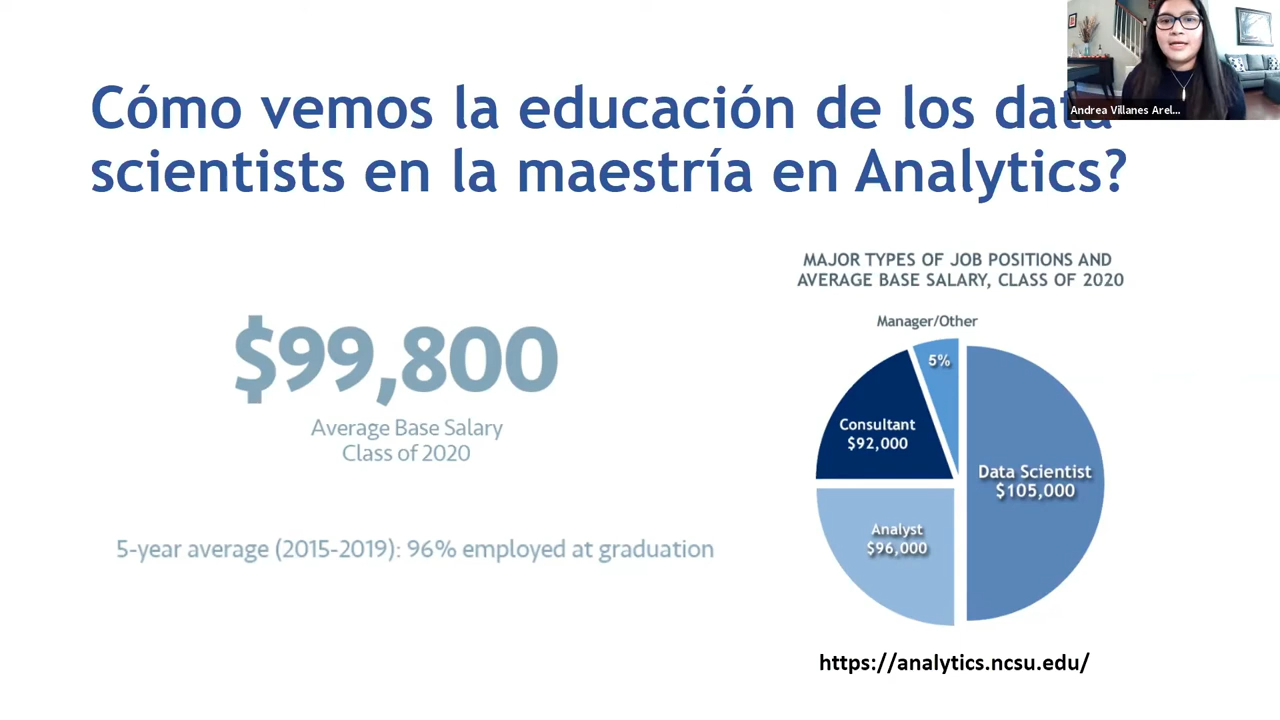 Cómo vemos la educación de los data
scientists en la maestría en Analytics?
Andrea Villanes Arel...
$99,800
Average Base Salary
Class of 2020
5-year average (2015-2019): 96% employed at graduation
MAJOR TYPES OF JOB POSITIONS AND
AVERAGE BASE SALARY, CLASS OF 2020
Manager/Other
5%
Consultant
$92,000
Data Scientist
$105,000
Analyst
$96,000
https://analytics.ncsu.edu/